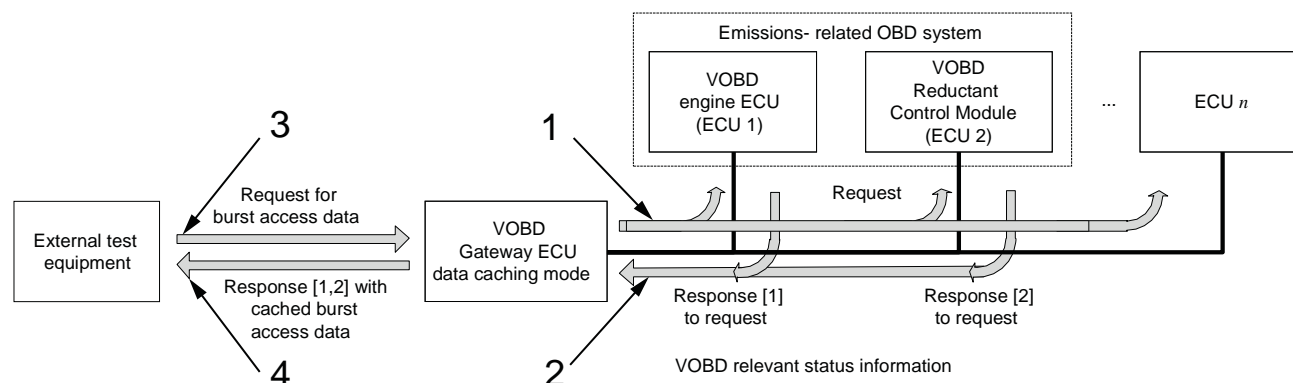 Emissions- related OBD system
VOBD
engine ECU
(ECU 1)
VOBD
Reductant
Control Module
(ECU 2)
...
ECU n
3
1
Request for
burst access data
Request
External test
equipment
VOBD
Gateway ECU
data caching mode
Response [1,2] with
cached burst
access data
Response [1]
to request
Response [2]
to request
4
2
VOBD relevant status information